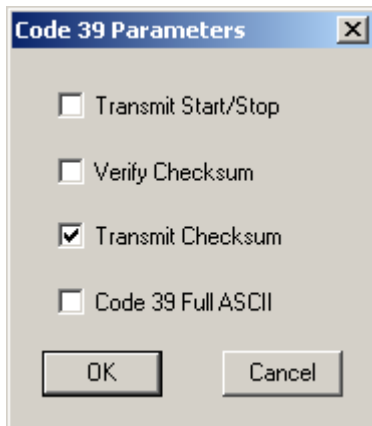 Code 39 Parameters
Transmit Start/Stop
Verify Checksum
Transmit Checksum
Code 39 Full ASCII
OK Cancel